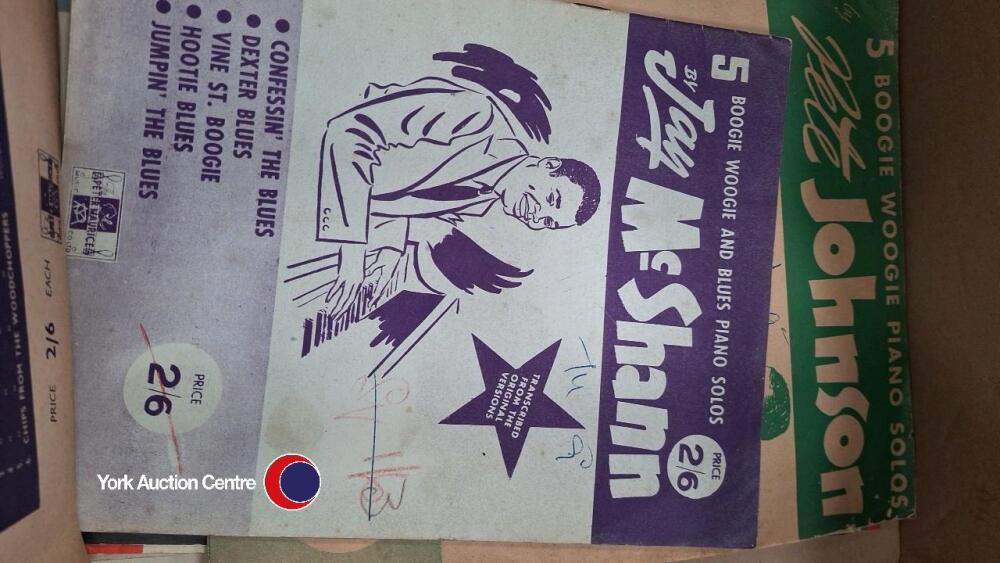 5 BOOGIE WOOGIE AND BLUES PIANO SOLOS
BY Jay McShann
PRICE
2/6
TRANSCRIBED
FROM THE
ORIGINAL
VERSIONS
• CONFESSIN' THE BLUES
• DEXTER BLUES
• VINE ST. BOOGIE
• HOOTIE BLUES
• JUMPIN' THE BLUES
PRICE
2/6
5 BOOGIE WOOGIE PIANO SOLOS
by Pete Johnson
CHIPS FROM THE WOODCHOPPERS
PRICE 2/6 EACH
York Auction Centre